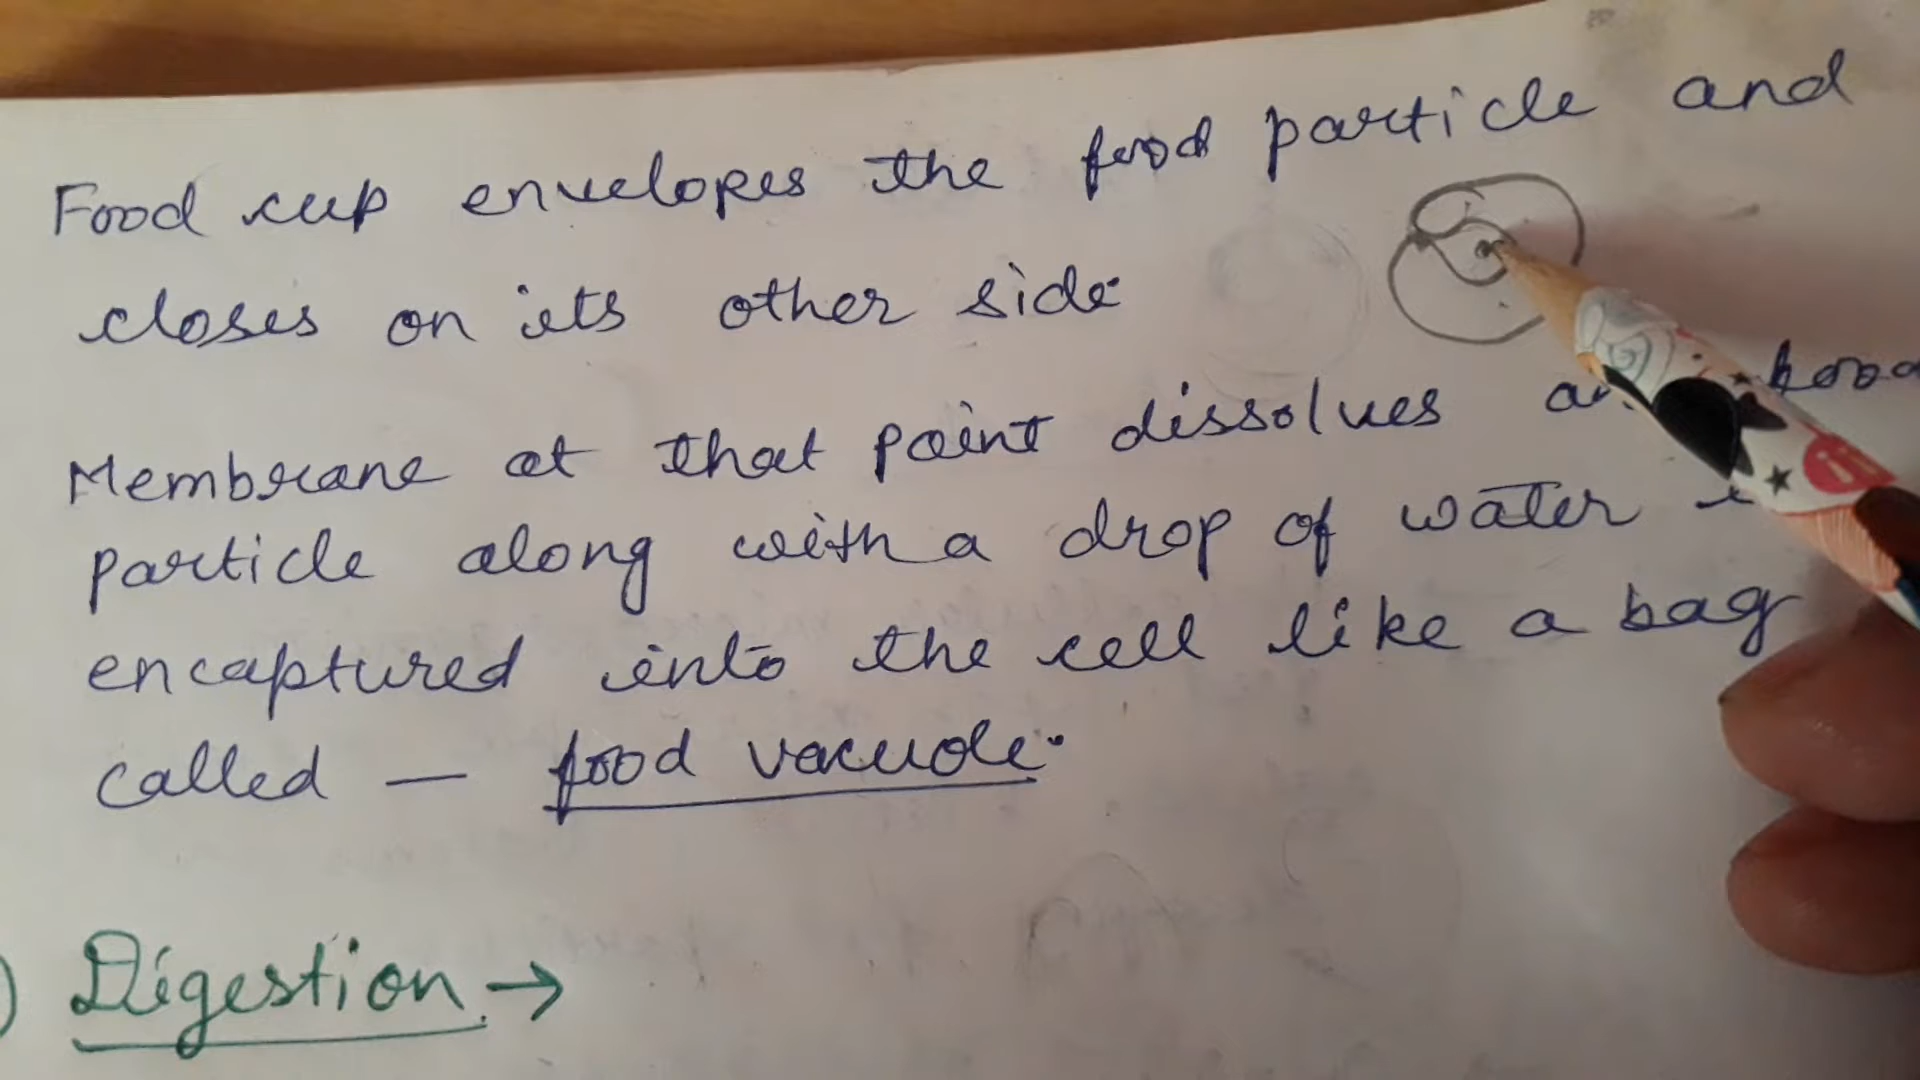 Food cup envelopes the food particle and
closes on its other side
Membrane at that point dissolves food
particle along with a drop of water
encaptured into the cell like a bag
called — food vacuole.
) Digestion →